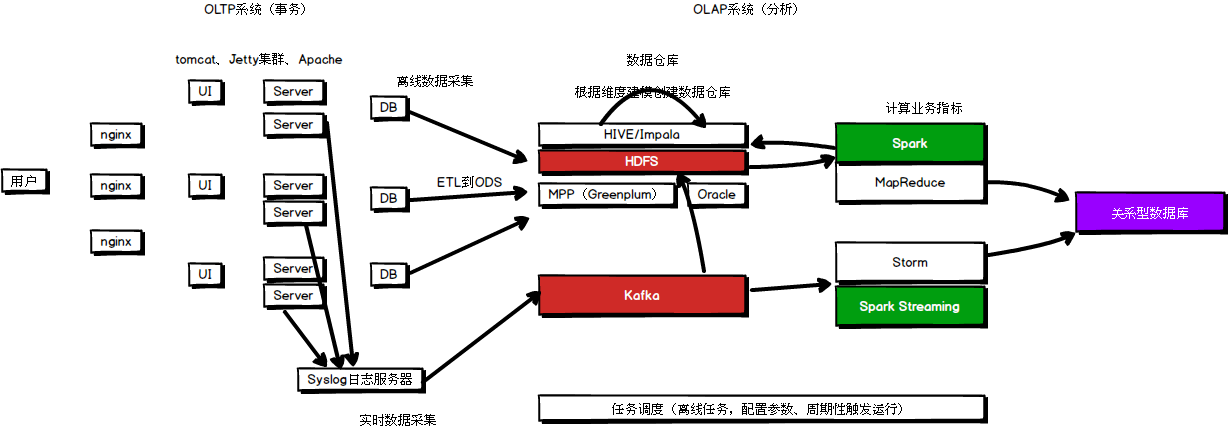 OLTP系统（事务）
OLAP系统（分析）
tomcat、Jetty集群、Apache
离线数据采集
数据仓库
根据维度建模创建数据仓库
计算业务指标
UI
Server
DB
Server
nginx
HIVE/Impala
Spark
HDFS
用户
nginx
UI
Server
ETL到ODS
MPP（Greenplum）
Oracle
MapReduce
DB
Server
关系型数据库
nginx
UI
Server
DB
Storm
Server
Kafka
Spark Streaming
Syslog日志服务器
实时数据采集
任务调度（离线任务，配置参数、周期性触发运行）